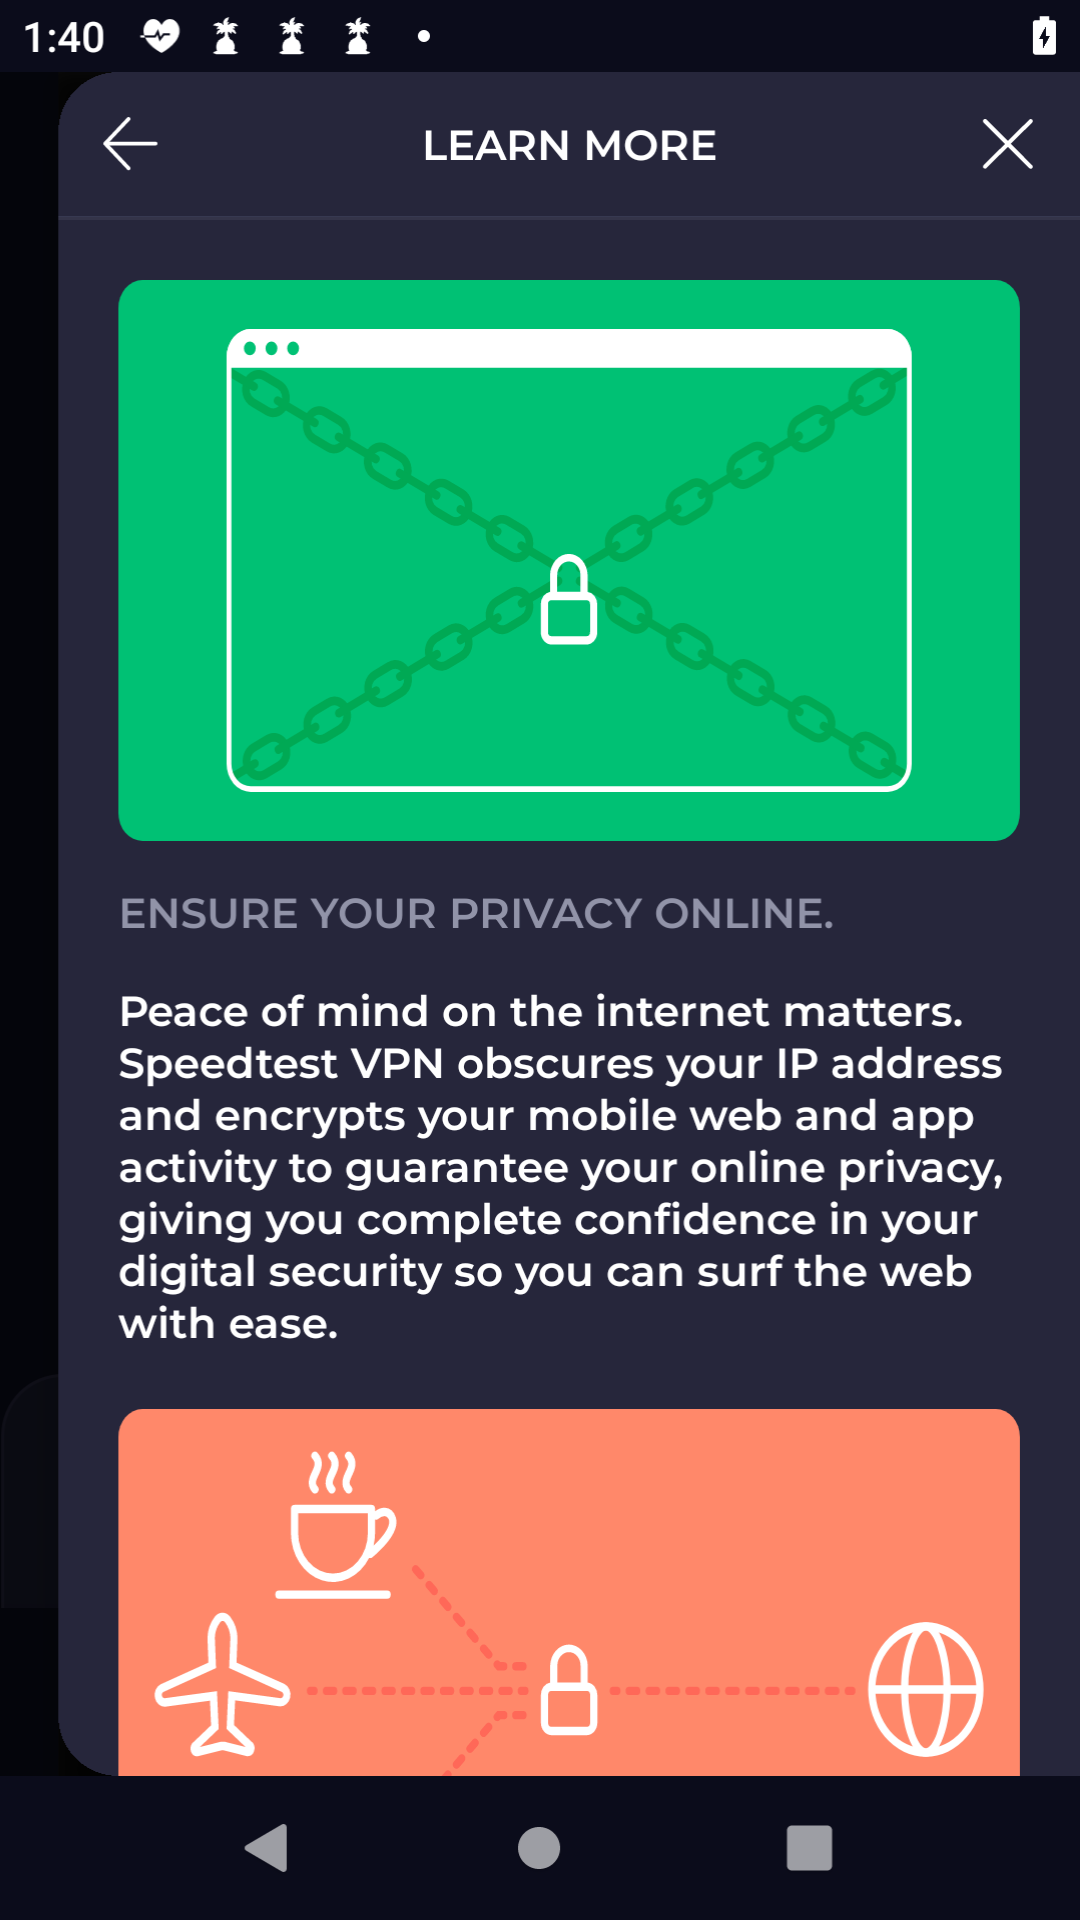 1:40
LEARN MORE
ENSURE YOUR PRIVACY ONLINE.
Peace of mind on the internet matters.
Speedtest VPN obscures your IP address
and encrypts your mobile web and app
activity to guarantee your online privacy,
giving you complete confidence in your
digital security so you can surf the web
with ease.